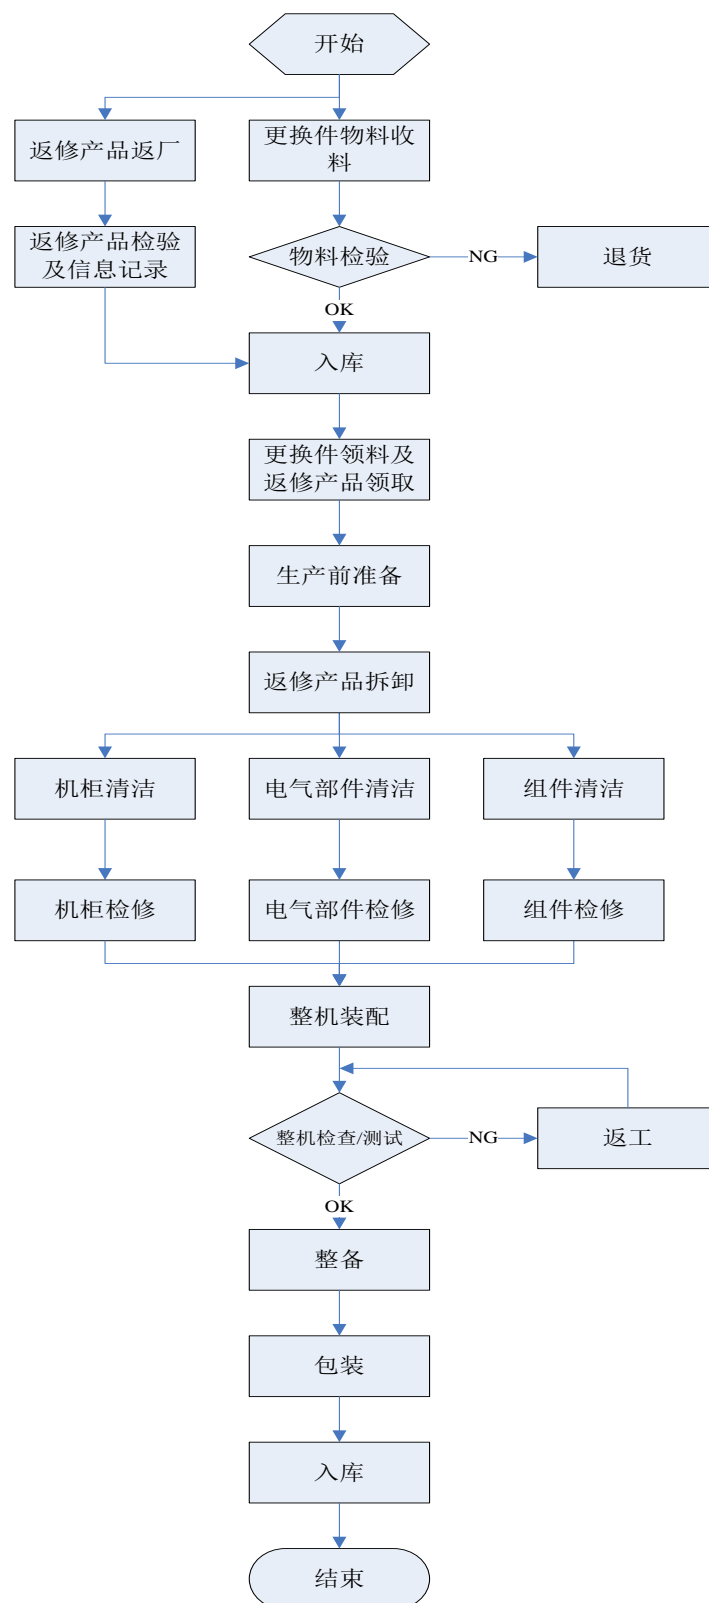 开始
返修产品返厂
更换件物料收
料
返修产品检验
及信息记录
物料检验
NG
退货
OK
入库
更换件领料及
返修产品领取
生产前准备
返修产品拆卸
机柜清洁
电气部件清洁
组件清洁
机柜检修
电气部件检修
组件检修
整机装配
整机检查/测试
NG
返工
OK
整备
包装
入库
结束